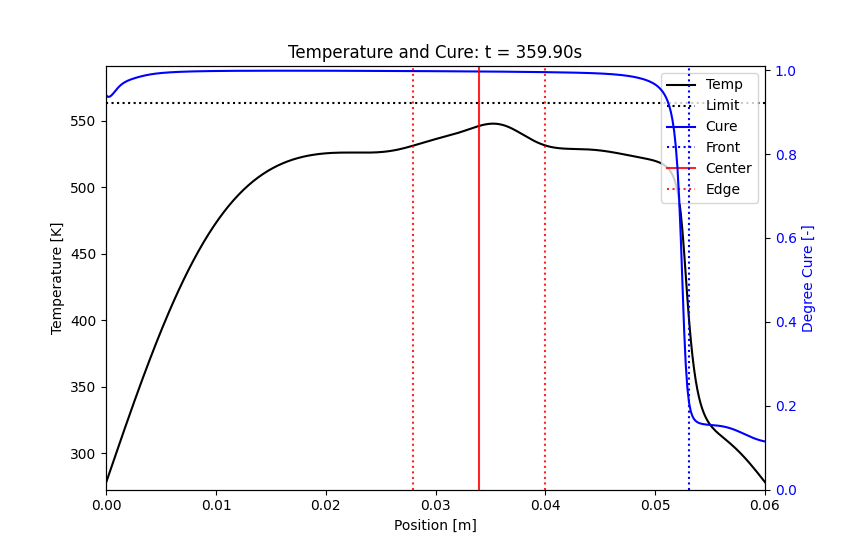 Temperature and Cure: t = 359.90s
Temperature [K]
550
500
450
400
350
300
0.00
0.01
0.02
0.03
0.04
0.05
0.06
Position [m]
1.0
0.8
0.6
0.4
0.2
0.0
Degree Cure [-]
Temp
Limit
Cure
Front
Center
Edge